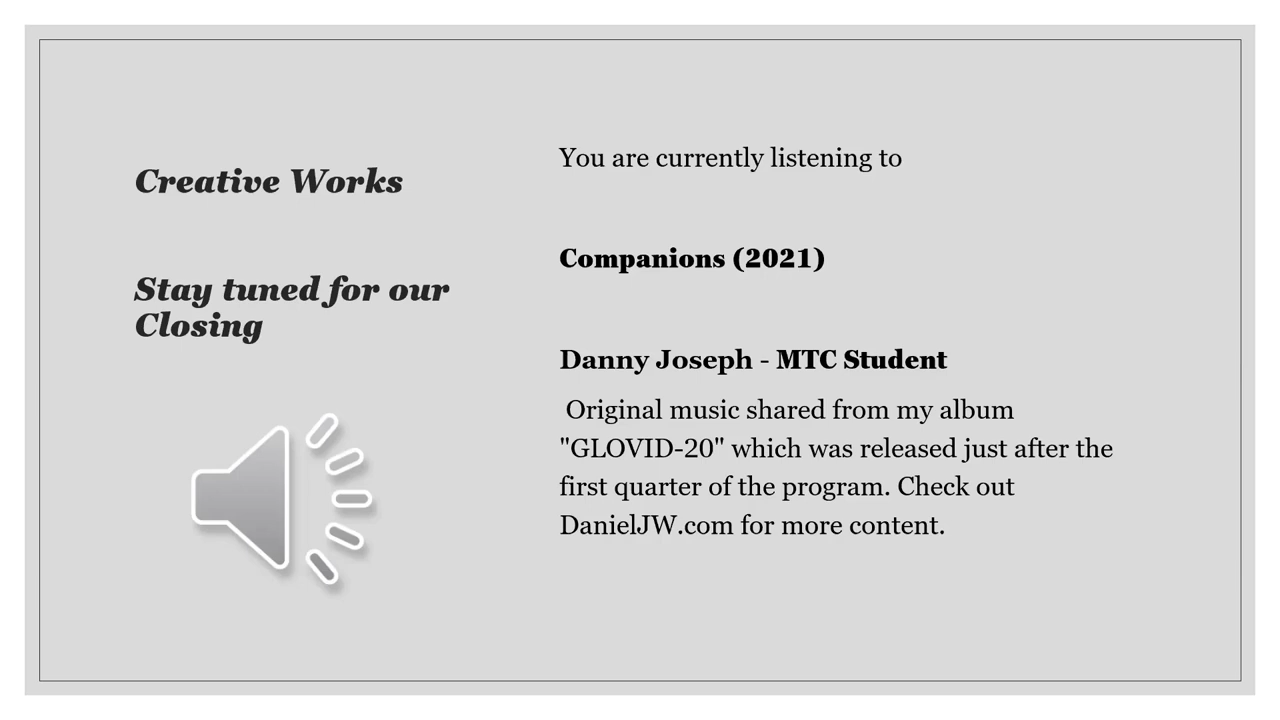 Creative Works
Stay tuned for our
Closing
You are currently listening to
Companions (2021)
Danny Joseph - MTC Student
Original music shared from my album
"GLOVID-20" which was released just after the
first quarter of the program. Check out
DanielJW.com for more content.